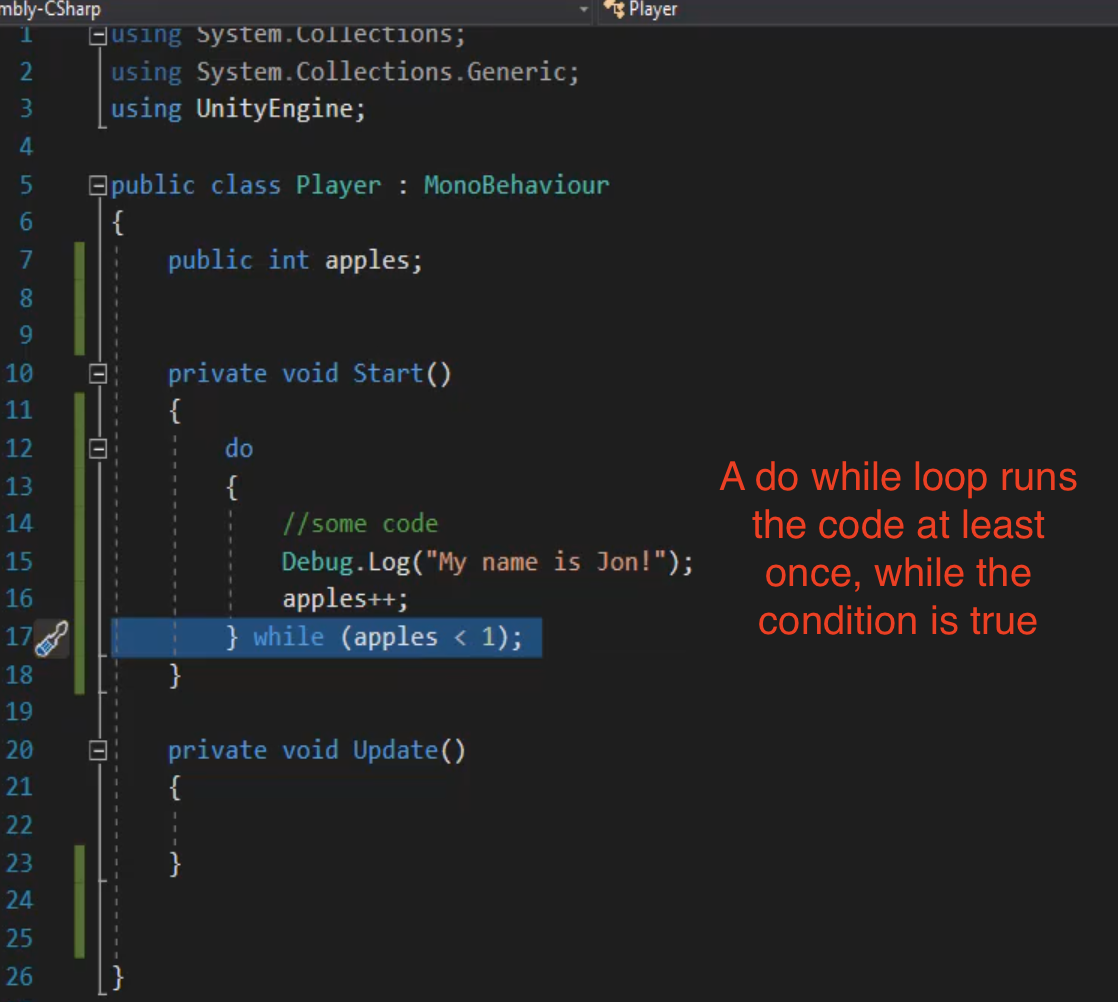 mbly-CSharp
Player
1 using System.Collections;
2 using System.Collections.Generic;
3 using UnityEngine;
4
5 public class Player : MonoBehaviour
6 {
7 public int apples;
8
9
10 private void Start()
11 {
12 do
13 {
14 //some code
15 Debug.Log("My name is Jon!");
16 apples++;
17 } while (apples < 1);
18 }
19
20 private void Update()
21 {
22
23 }
24
25
26 }
A do while loop runs
the code at least
once, while the
condition is true